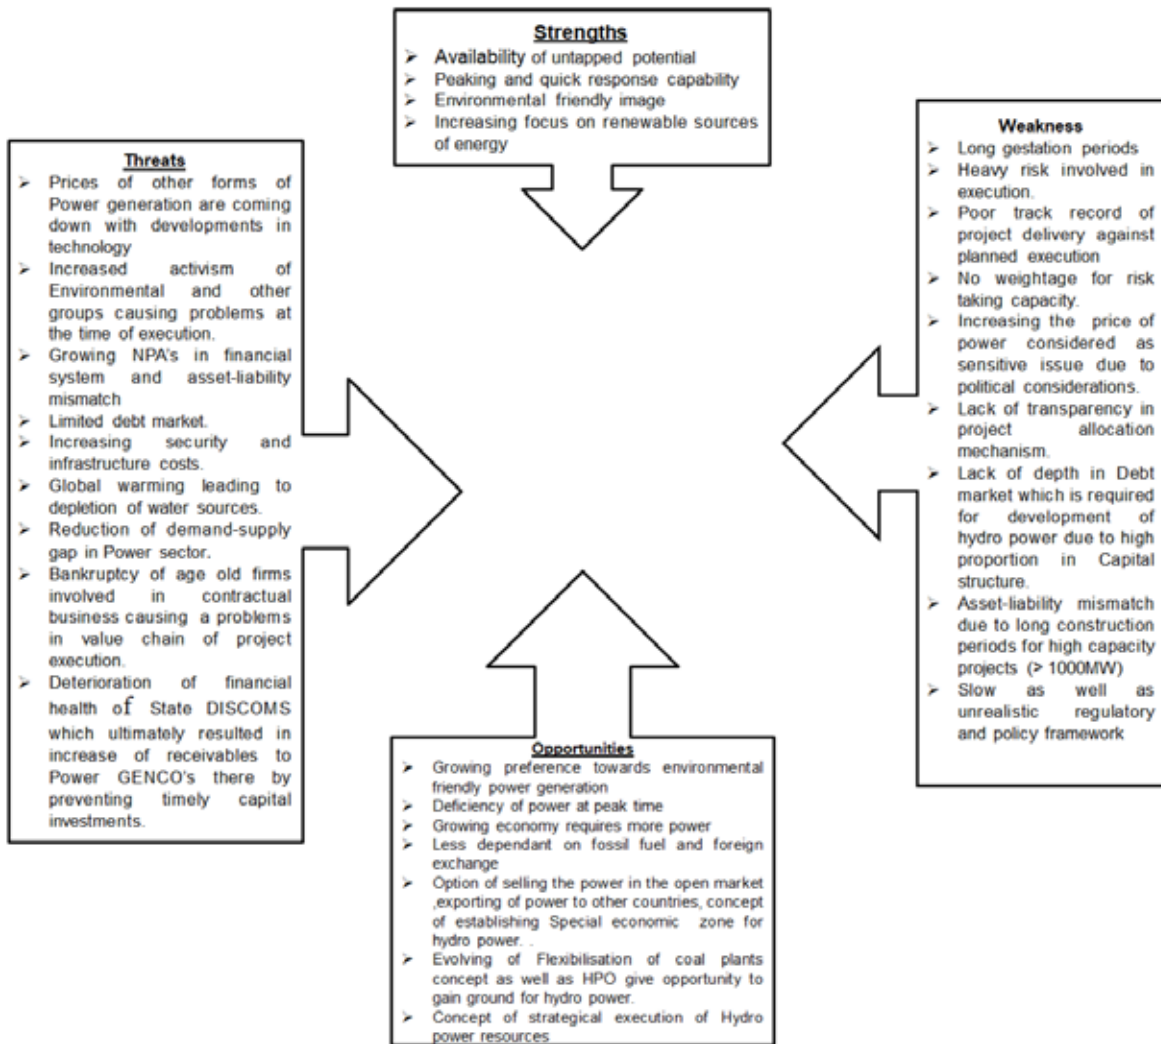 Strengths
➢ Availability of untapped potential
➢ Peaking and quick response capability
➢ Environmental friendly image
➢ Increasing focus on renewable sources
of energy
Threats
➢ Prices of other forms of
Power generation are coming
down with developments in
technology
➢ Increased activism of
Environmental and other
groups causing problems at
the time of execution.
➢ Growing NPA's in financial
system and asset-liability
mismatch
➢ Limited debt market.
➢ Increasing security and
infrastructure costs.
➢ Global warming leading to
depletion of water sources.
➢ Reduction of demand-supply
gap in Power sector.
➢ Bankruptcy of age old firms
involved in contractual
business causing a problems
in value chain of project
execution.
➢ Deterioration of financial
health of State DISCOMS
which ultimately resulted in
increase of receivables to
Power GENCO's there by
preventing timely capital
investments.
Weakness
➢ Long gestation periods
➢ Heavy risk involved in
execution.
➢ Poor track record of
project delivery against
planned execution
➢ No weightage for risk
taking capacity.
➢ Increasing the price of
power considered as
sensitive issue due to
political considerations.
➢ Lack of transparency in
project allocation
mechanism.
➢ Lack of depth in Debt
market which is required
for development of
hydro power due to high
proportion in Capital
structure.
➢ Asset-liability mismatch
due to long construction
periods for high capacity
projects (> 1000MW)
➢ Slow as well as
unrealistic regulatory
and policy framework
Opportunities
➢ Growing preference towards environmental
friendly power generation
➢ Deficiency of power at peak time
➢ Growing economy requires more power
➢ Less dependant on fossil fuel and foreign
exchange
➢ Option of selling the power in the open market
,exporting of power to other countries, concept
of establishing Special economic zone for
hydro power. .
➢ Evolving of Flexibilisation of coal plants
concept as well as HPO give opportunity to
gain ground for hydro power.
➢ Concept of strategical execution of Hydro
power resources